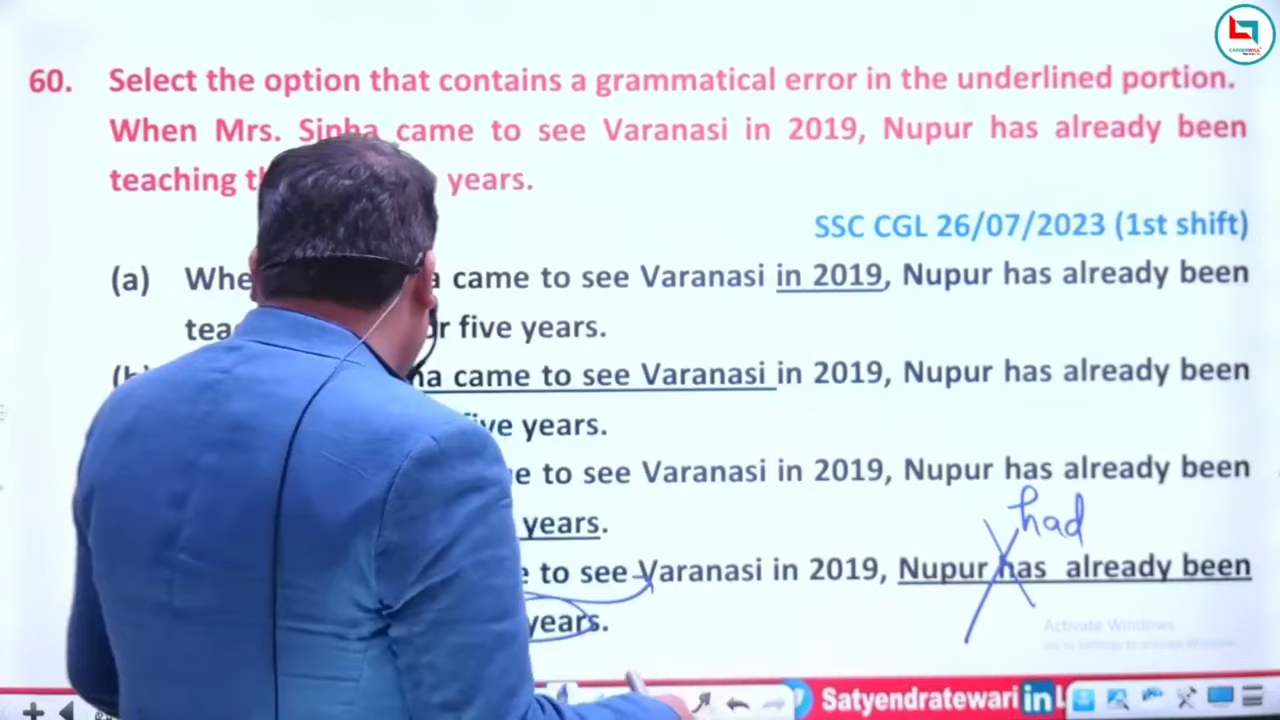 CAREERWILL
60. Select the option that contains a grammatical error in the underlined portion.
When Mrs. Sinha came to see Varanasi in 2019, Nupur has already been
teaching years.
SSC CGL 26/07/2023 (1st shift)
(a) came to see Varanasi in 2019, Nupur has already been
five years.
came to see Varanasi in 2019, Nupur has already been
years.
to see Varanasi in 2019, Nupur has already been
years.
had
to see Varanasi in 2019, Nupur has already been
years.
Activate Windows
Satyendratewari in